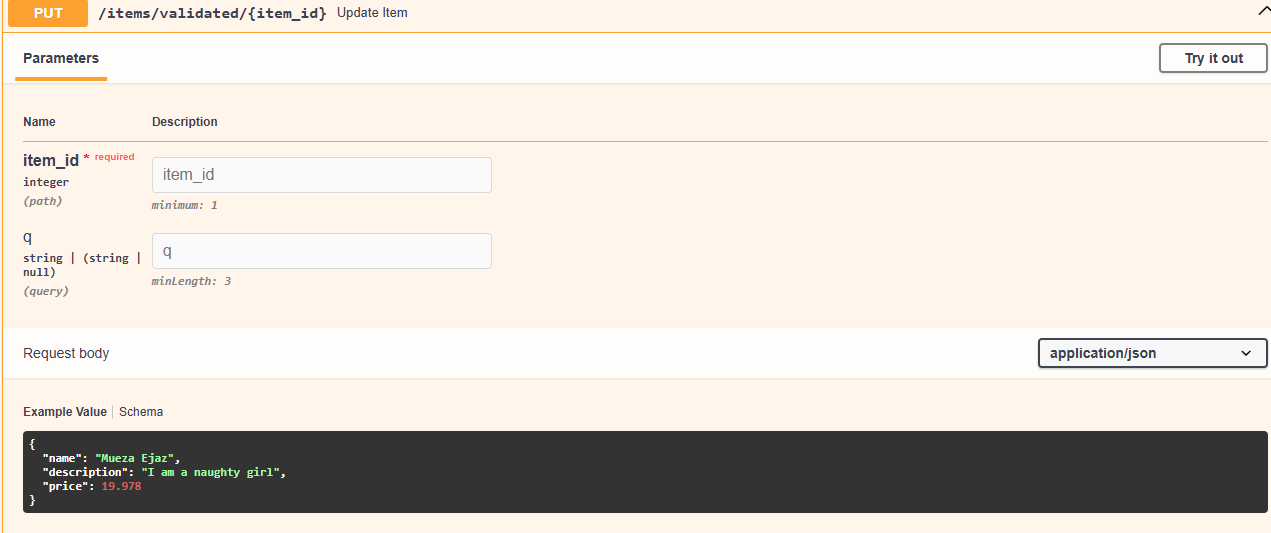 PUT /items/validated/{item_id} Update Item
Parameters Try it out
Name Description
item_id * required item_id
integer
(path) minimum: 1
q q
string | (string |
null) minLength: 3
(query)
Request body application/json
Example Value Schema
{
"name": "Mueza Ejaz",
"description": "I am a naughty girl",
"price": 19.978
}